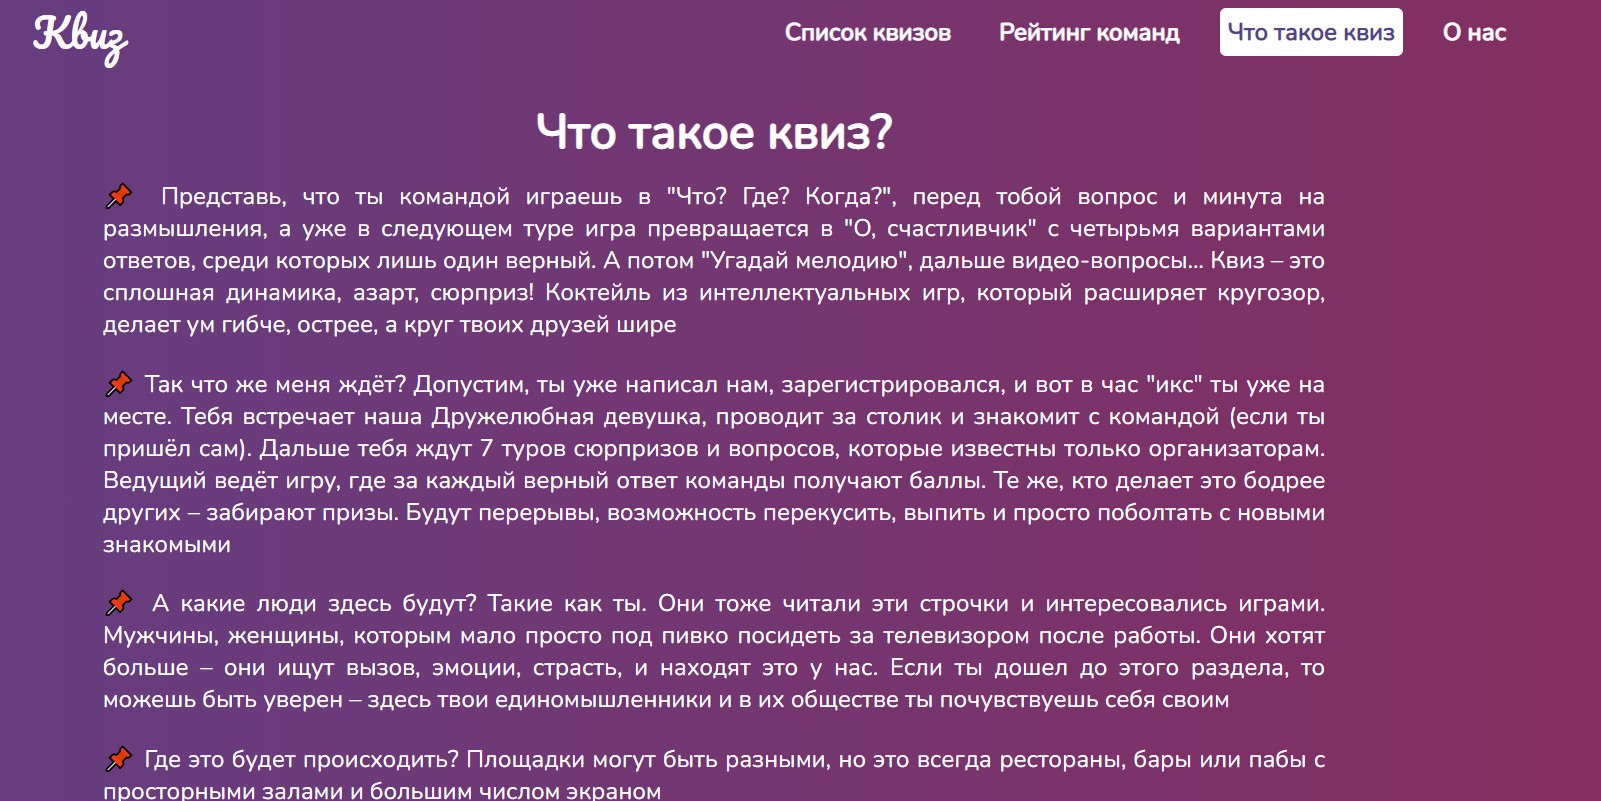 Квиз
Список квизов
Рейтинг команд
Что такое квиз
О нас
Что такое квиз?
📌 Представь, что ты командой играешь в "Что? Где? Когда?", перед тобой вопрос и минута на
размышления, а уже в следующем туре игра превращается в "О, счастливчик" с четырьмя вариантами
ответов, среди которых лишь один верный. А потом "Угадай мелодию", дальше видео-вопросы... Квиз – это
сплошная динамика, азарт, сюрприз! Коктейль из интеллектуальных игр, который расширяет кругозор,
делает ум гибче, острее, а круг твоих друзей шире
📌 Так что же меня ждёт? Допустим, ты уже написал нам, зарегистрировался, и вот в час "икс" ты уже на
месте. Тебя встречает наша Дружелюбная девушка, проводит за столик и знакомит с командой (если ты
пришёл сам). Дальше тебя ждут 7 туров сюрпризов и вопросов, которые известны только организаторам.
Ведущий ведёт игру, где за каждый верный ответ команды получают баллы. Те же, кто делает это бодрее
других – забирают призы. Будут перерывы, возможность перекусить, выпить и просто поболтать с новыми
знакомыми
📌 А какие люди здесь будут? Такие как ты. Они тоже читали эти строчки и интересовались играми.
Мужчины, женщины, которым мало просто под пивко посидеть за телевизором после работы. Они хотят
больше – они ищут вызов, эмоции, страсть, и находят это у нас. Если ты дошел до этого раздела, то
можешь быть уверен – здесь твои единомышленники и в их обществе ты почувствуешь себя своим
📌 Где это будет происходить? Площадки могут быть разными, но это всегда рестораны, бары или пабы с
просторными залами и большим числом экраном